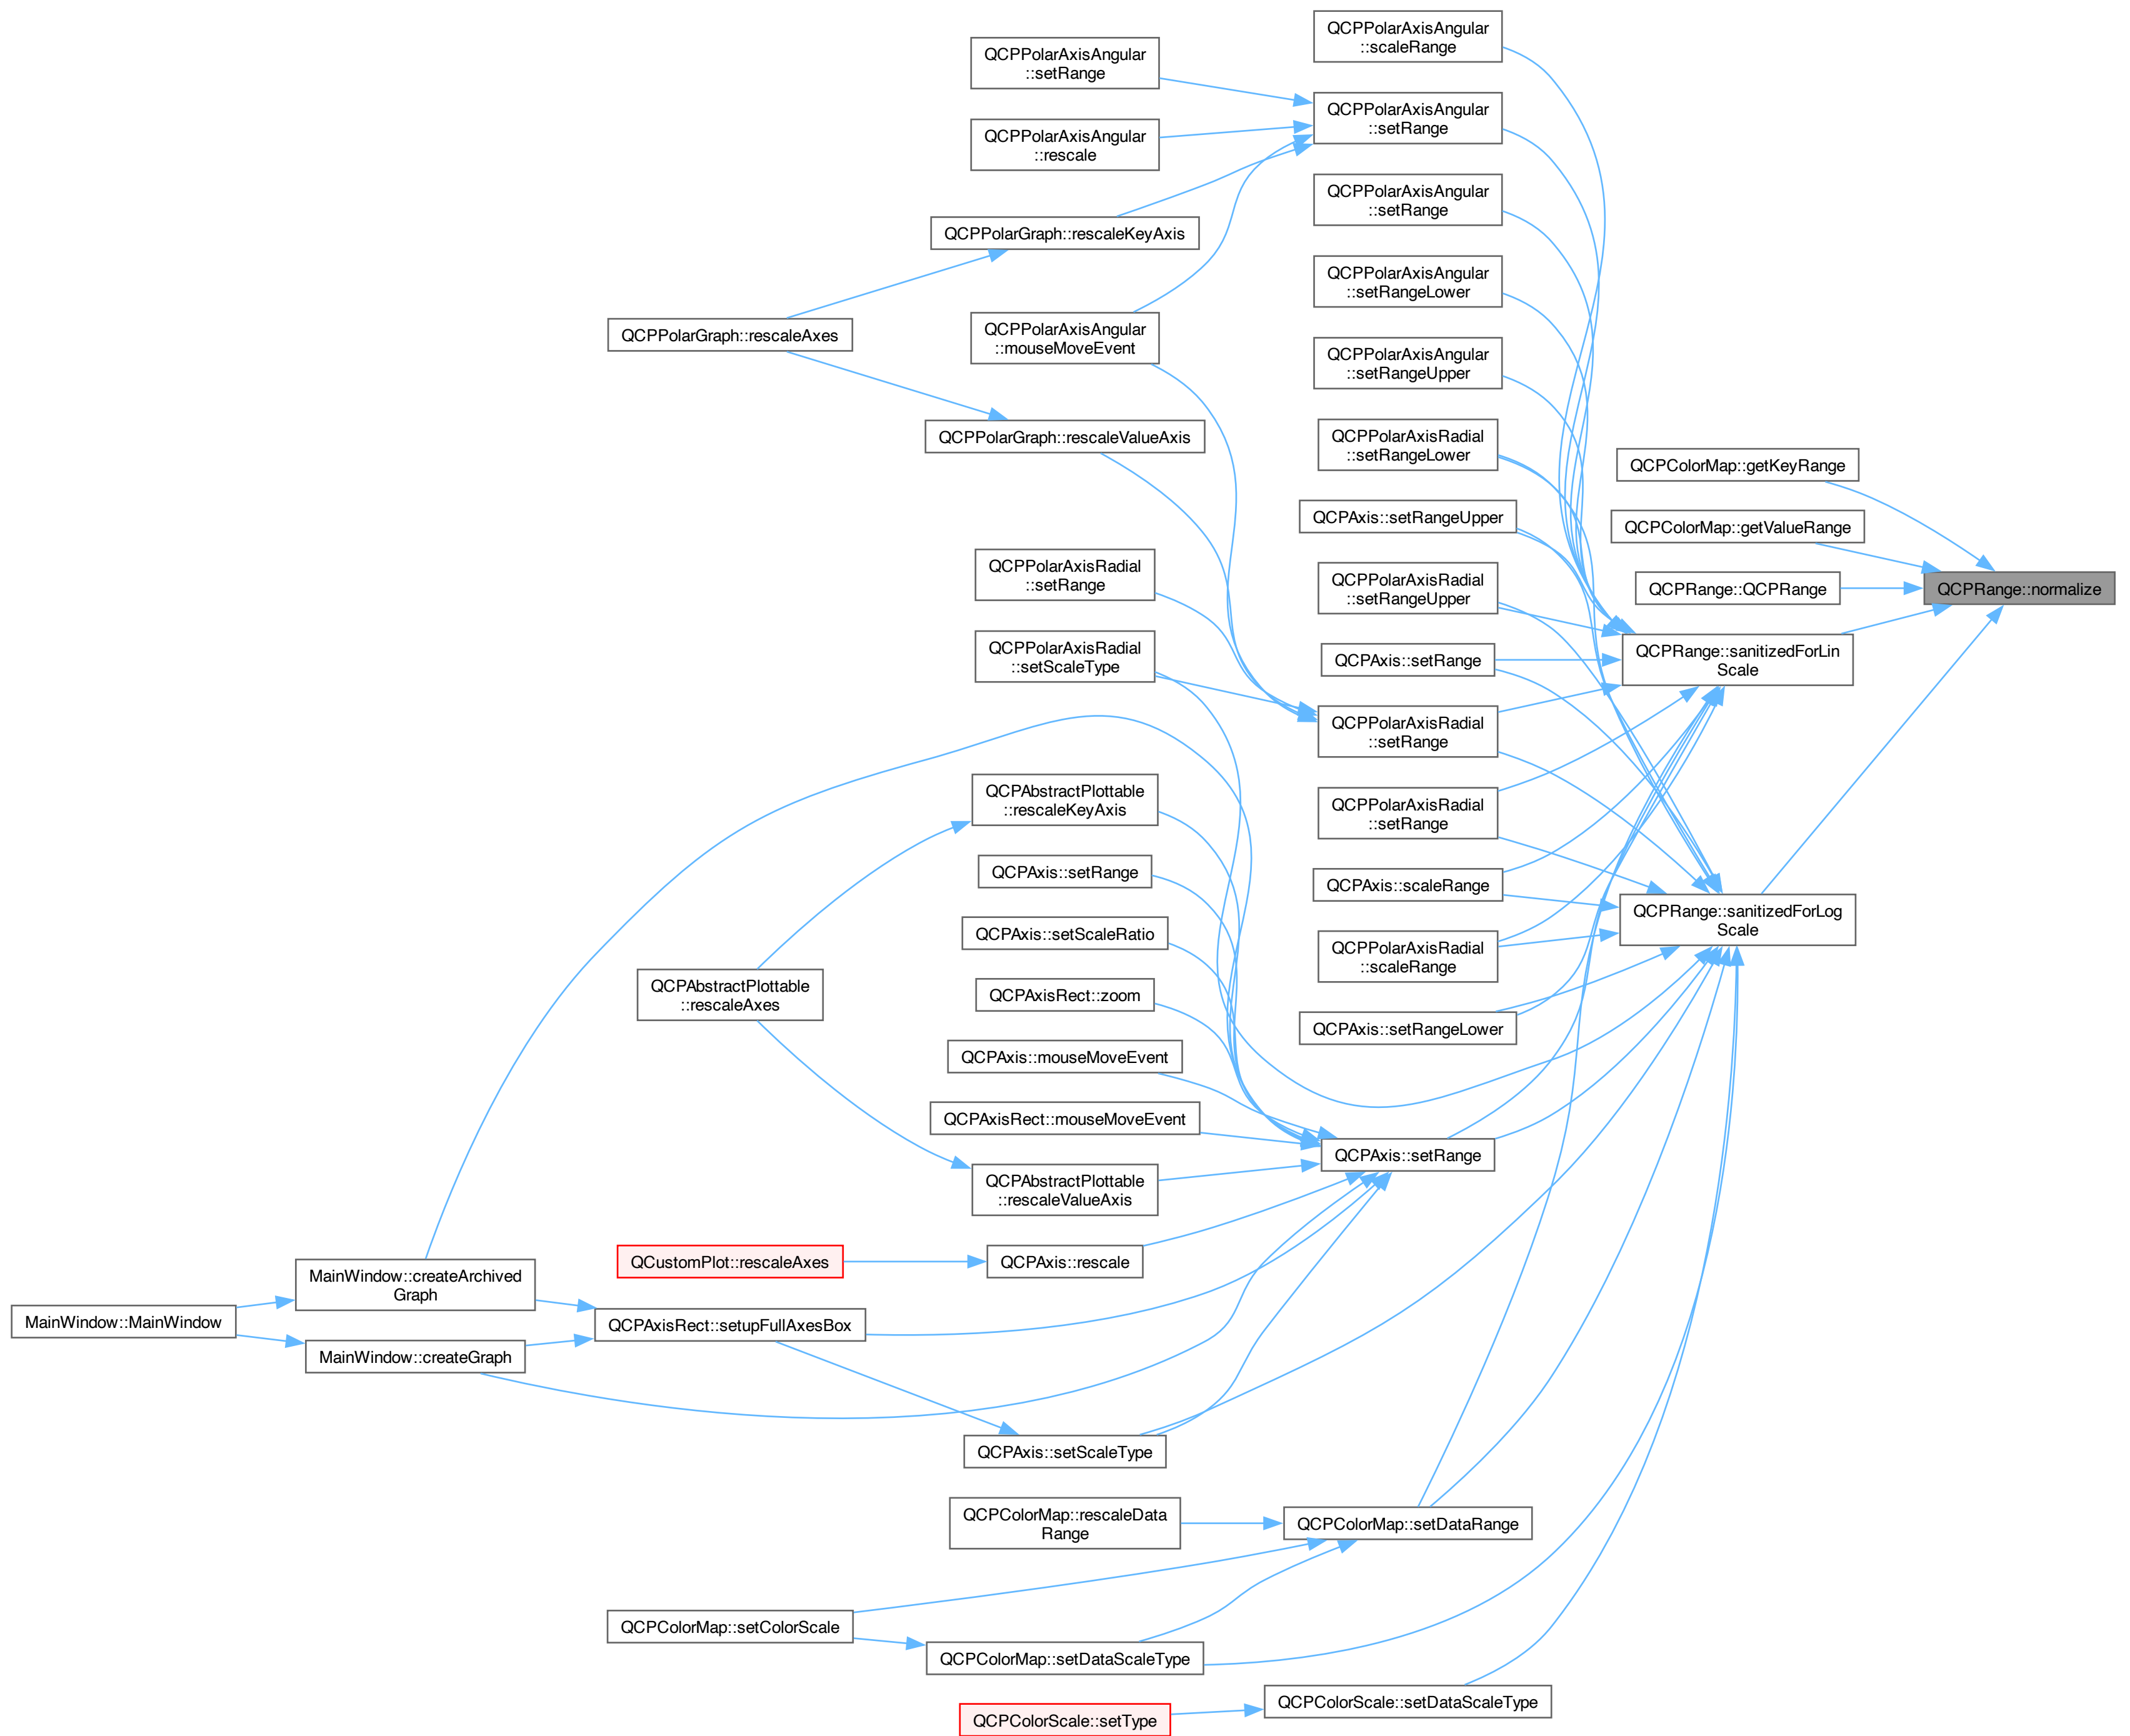 QCPPolarAxisAngular
::scaleRange
QCPPolarAxisAngular
::setRange
QCPPolarAxisAngular
::setRange
QCPPolarAxisAngular
::rescale
QCPPolarAxisAngular
::setRange
QCPPolarGraph::rescaleKeyAxis
QCPPolarAxisAngular
::setRangeLower
QCPPolarGraph::rescaleAxes
QCPPolarAxisAngular
::mouseMoveEvent
QCPPolarAxisAngular
::setRangeUpper
QCPPolarGraph::rescaleValueAxis
QCPPolarAxisRadial
::setRangeLower
QCPColorMap::getKeyRange
QCPAxis::setRangeUpper
QCPColorMap::getValueRange
QCPPolarAxisRadial
::setRange
QCPPolarAxisRadial
::setRangeUpper
QCPRange::QCPRange
QCPRange::normalize
QCPPolarAxisRadial
::setScaleType
QCPAxis::setRange
QCPRange::sanitizedForLin
Scale
QCPPolarAxisRadial
::setRange
QCPAbstractPlottable
::rescaleKeyAxis
QCPPolarAxisRadial
::setRange
QCPAxis::setRange
QCPAxis::scaleRange
QCPRange::sanitizedForLog
Scale
QCPAxis::setScaleRatio
QCPPolarAxisRadial
::scaleRange
QCPAbstractPlottable
::rescaleAxes
QCPAxisRect::zoom
QCPAxis::setRangeLower
QCPAxis::mouseMoveEvent
QCPAxisRect::mouseMoveEvent
QCPAxis::setRange
QCPAbstractPlottable
::rescaleValueAxis
QCustomPlot::rescaleAxes
QCPAxis::rescale
MainWindow::createArchived
Graph
MainWindow::MainWindow
QCPAxisRect::setupFullAxesBox
MainWindow::createGraph
QCPAxis::setScaleType
QCPColorMap::rescaleData
Range
QCPColorMap::setDataRange
QCPColorMap::setColorScale
QCPColorMap::setDataScaleType
QCPColorScale::setDataScaleType
QCPColorScale::setType